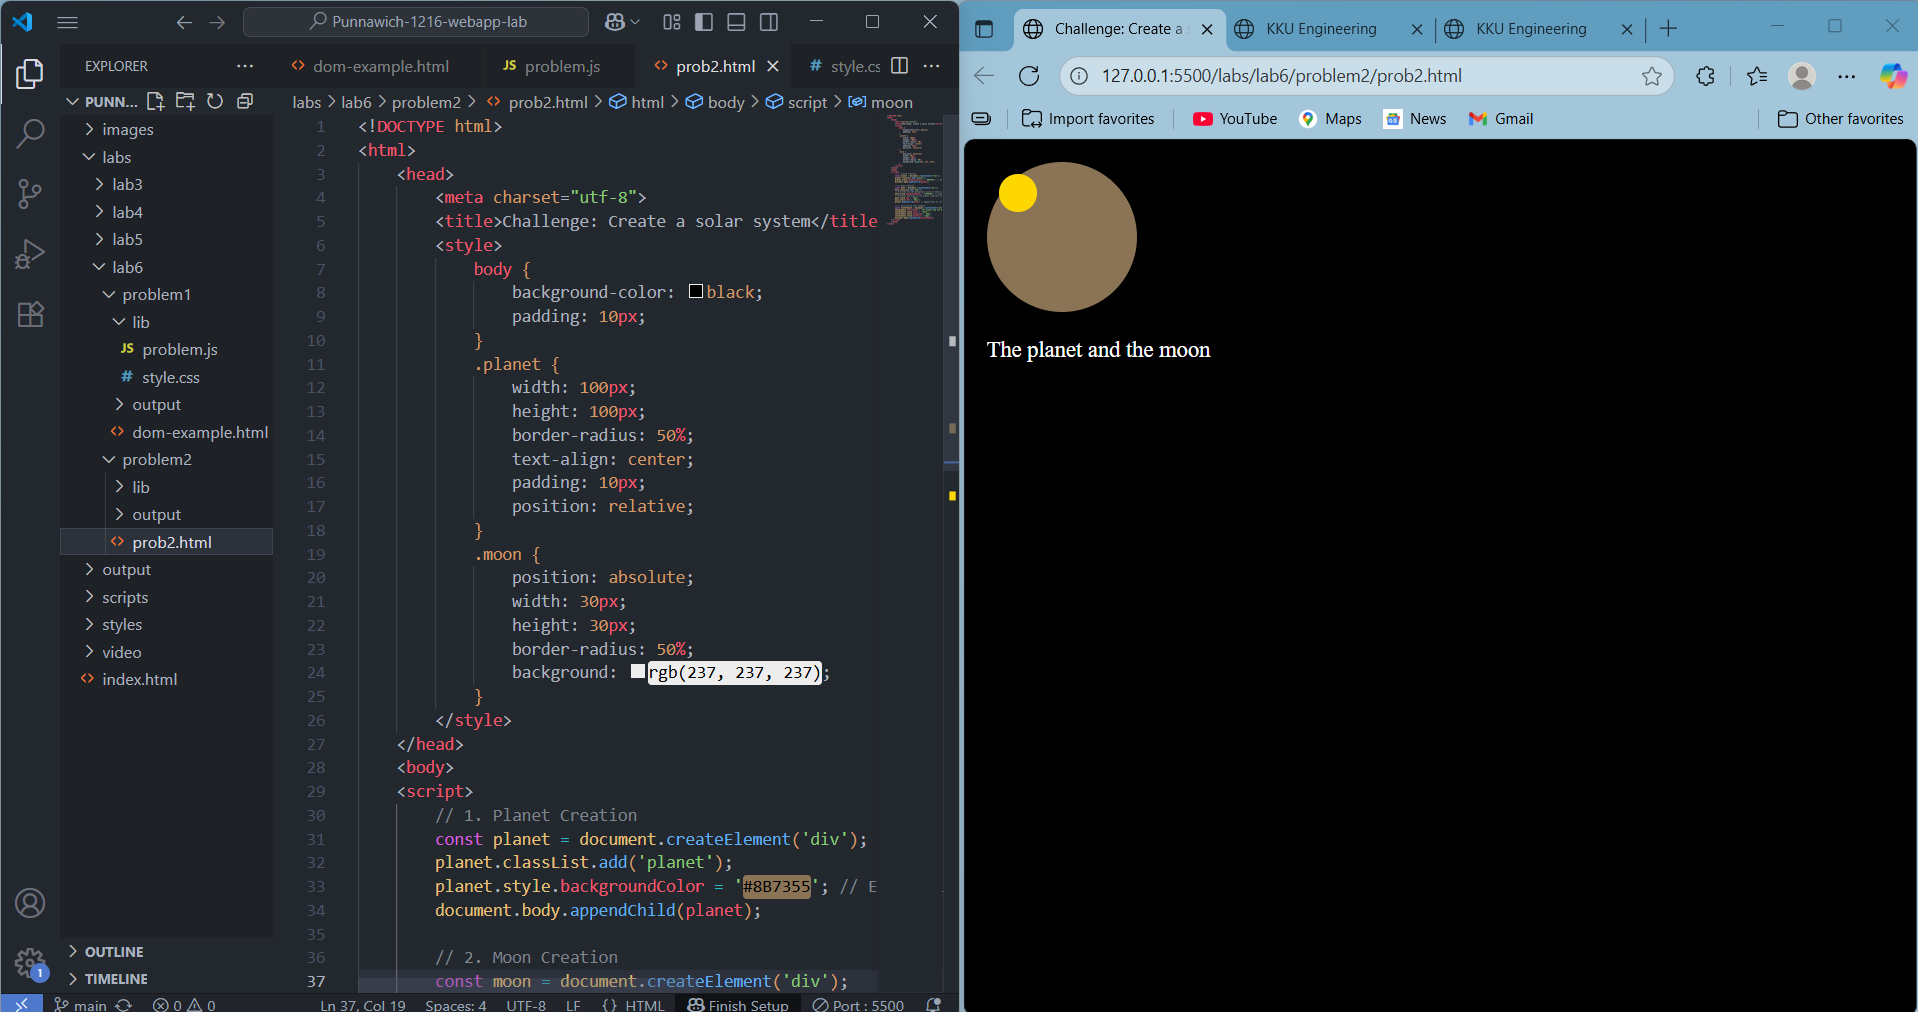 Punnawich-1216-webapp-lab
EXPLORER
dom-example.html
JS problem.js
prob2.html
# style.cs
PUNN...
labs > lab6 > problem2 > prob2.html > html > body > script > moon
images
labs
lab3
lab4
lab5
lab6
problem1
lib
JS problem.js
# style.css
output
dom-example.html
problem2
lib
output
prob2.html
output
scripts
styles
video
index.html
OUTLINE
TIMELINE
1
1 <!DOCTYPE html>
2 <html>
3 <head>
4 <meta charset="utf-8">
5 <title>Challenge: Create a solar system</title
6 <style>
7 body {
8 background-color: black;
9 padding: 10px;
10 }
11 .planet {
12 width: 100px;
13 height: 100px;
14 border-radius: 50%;
15 text-align: center;
16 padding: 10px;
17 position: relative;
18 }
19 .moon {
20 position: absolute;
21 width: 30px;
22 height: 30px;
23 border-radius: 50%;
24 background: rgb(237, 237, 237);
25 }
26 </style>
27 </head>
28 <body>
29 <script>
30 // 1. Planet Creation
31 const planet = document.createElement('div');
32 planet.classList.add('planet');
33 planet.style.backgroundColor = '#8B7355'; // E
34 document.body.appendChild(planet);
35
36 // 2. Moon Creation
37 const moon = document.createElement('div');
main
0 0
Ln 37, Col 19
Spaces: 4
UTF-8
LF
{} HTML
Finish Setup
Port : 5500
Challenge: Create a s
KKU Engineering
KKU Engineering
127.0.0.1:5500/labs/lab6/problem2/prob2.html
Import favorites
YouTube
Maps
News
Gmail
Other favorites
The planet and the moon